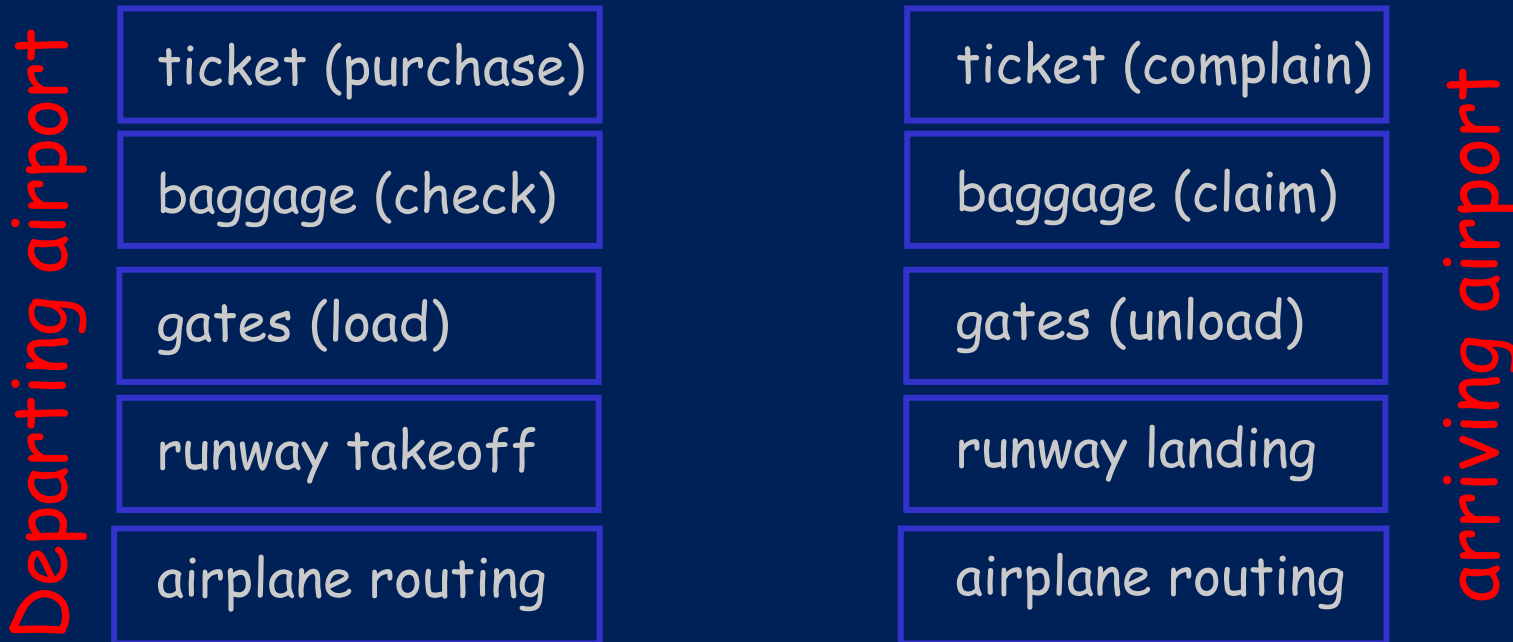 Departing airport
ticket (purchase)
baggage (check)
gates (load)
runway takeoff
airplane routing
ticket (complain)
baggage (claim)
gates (unload)
runway landing
airplane routing
arriving airport